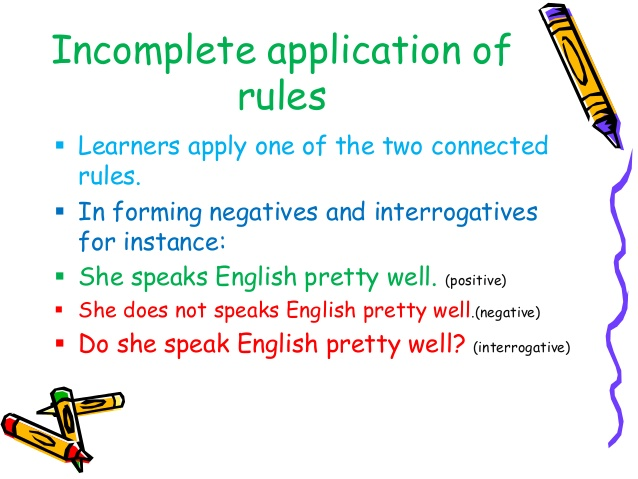 Incomplete application of
rules
▪ Learners apply one of the two connected
rules.
▪ In forming negatives and interrogatives
for instance:
▪ She speaks English pretty well. (positive)
▪ She does not speaks English pretty well.(negative)
▪ Do she speak English pretty well? (interrogative)